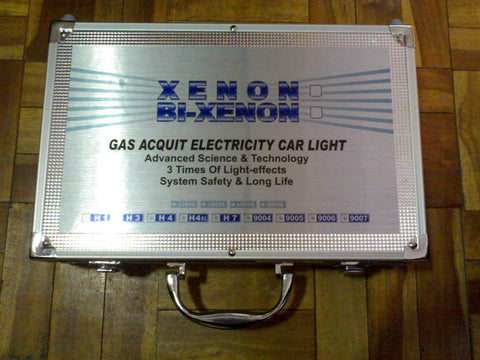 XENON
BI-XENON
GAS ACQUIT ELECTRICITY CAR LIGHT
Advanced Science & Technology
3 Times Of Light-effects
System Safety & Long Life
H1 H3 H4 H4HL H7 9004 9005 9006 9007